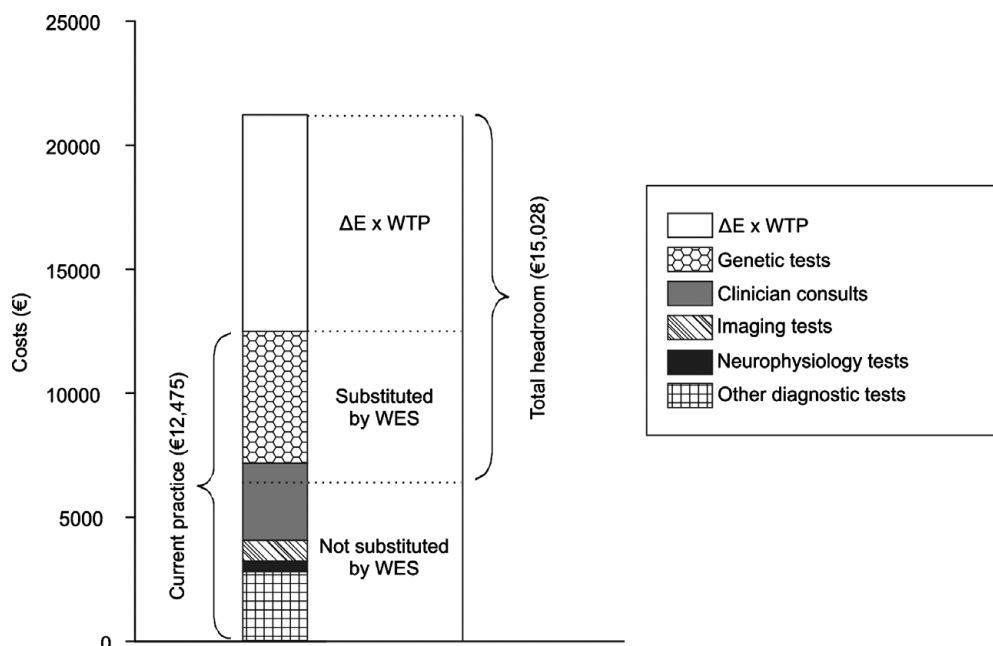 25000
20000
15000
10000
5000
0
Costs (€)
Current practice (€12,475)
ΔE x WTP
Substituted
by WES
Not substituted
by WES
Total headroom (€15,028)
ΔE x WTP
Genetic tests
Clinician consults
Imaging tests
Neurophysiology tests
Other diagnostic tests